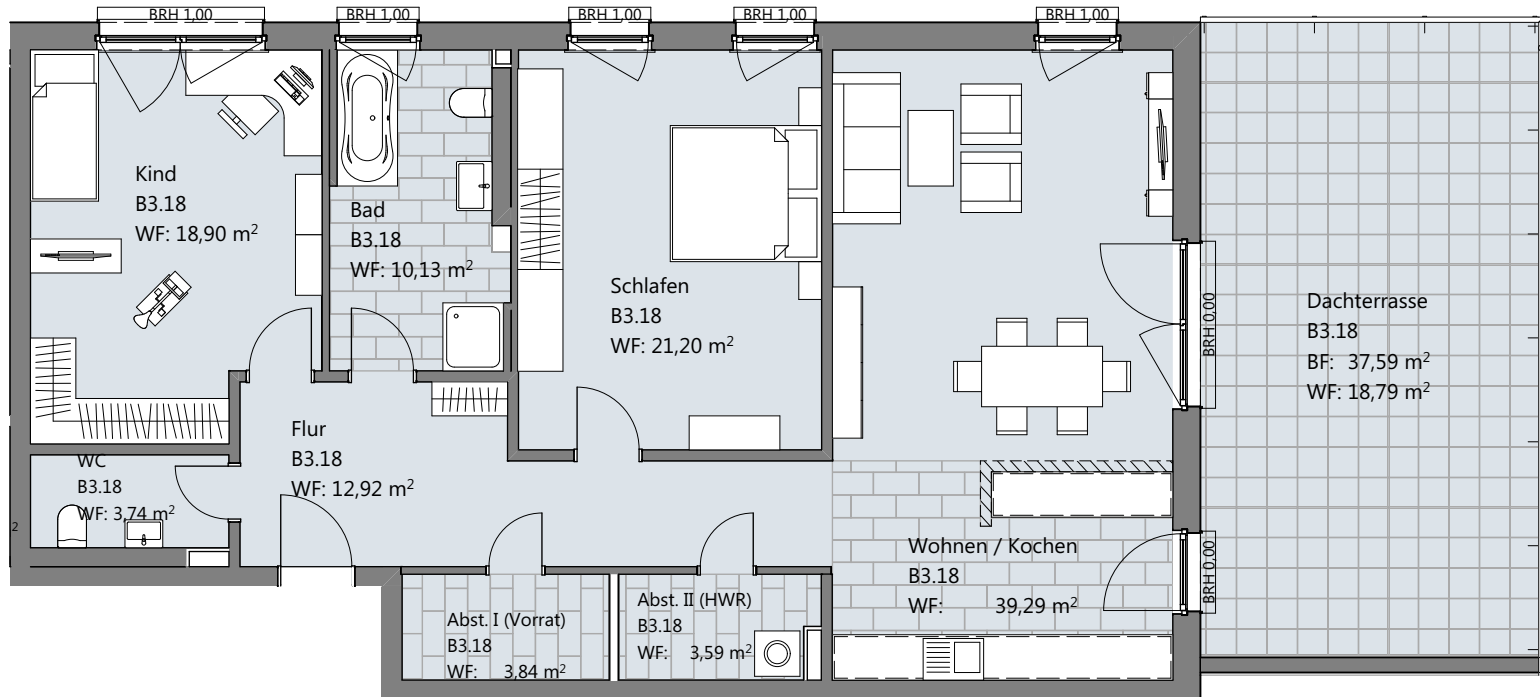 BRH 1,00
BRH 1,00
BRH 1,00
BRH 1,00
BRH 1,00
Kind
B3.18
WF: 18,90 m²
Bad
B3.18
WF: 10,13 m²
Schlafen
B3.18
WF: 21,20 m²
BRH 0,00
Dachterrasse
B3.18
BF: 37,59 m²
WF: 18,79 m²
Flur
B3.18
WF: 12,92 m²
WC
B3.18
WF: 3,74 m²
2
Wohnen / Kochen
B3.18
WF: 39,29 m²
BRH 0,00
Abst. I (Vorrat)
B3.18
WF: 3,84 m²
Abst. II (HWR)
B3.18
WF: 3,59 m²